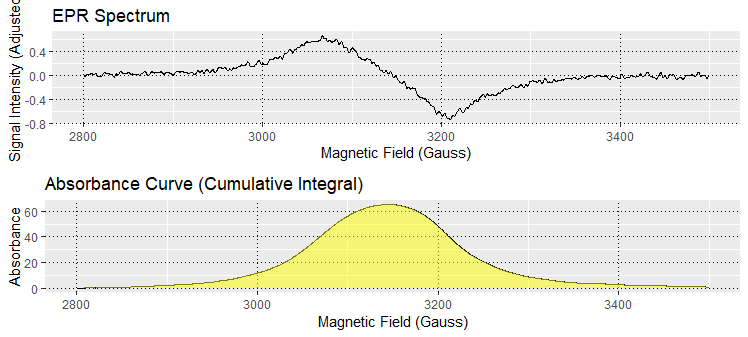 EPR Spectrum
Signal Intensity (Adjusted
0.4
0.0
-0.4
-0.8
2800 3000 3200 3400
Magnetic Field (Gauss)
Absorbance Curve (Cumulative Integral)
Absorbance
60
40
20
0
2800 3000 3200 3400
Magnetic Field (Gauss)